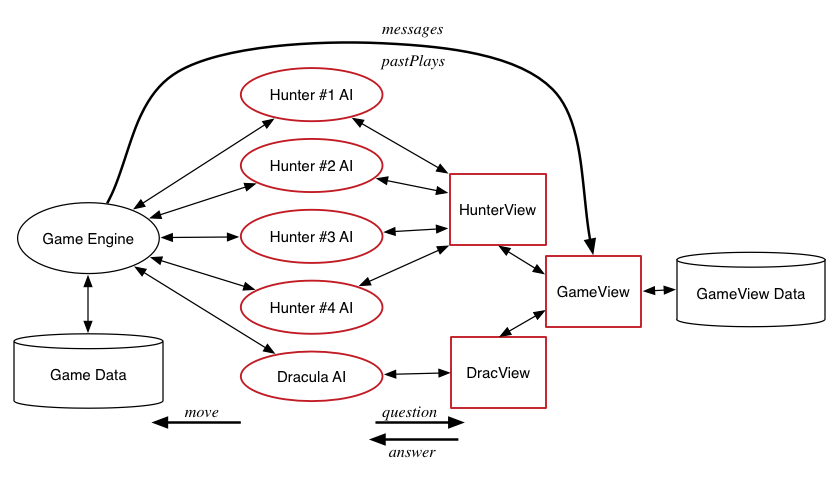 messages
pastPlays
Hunter #1 AI
Hunter #2 AI
HunterView
Game Engine
Hunter #3 AI
GameView
GameView Data
Hunter #4 AI
Game Data
Dracula AI
DracView
move
question
answer